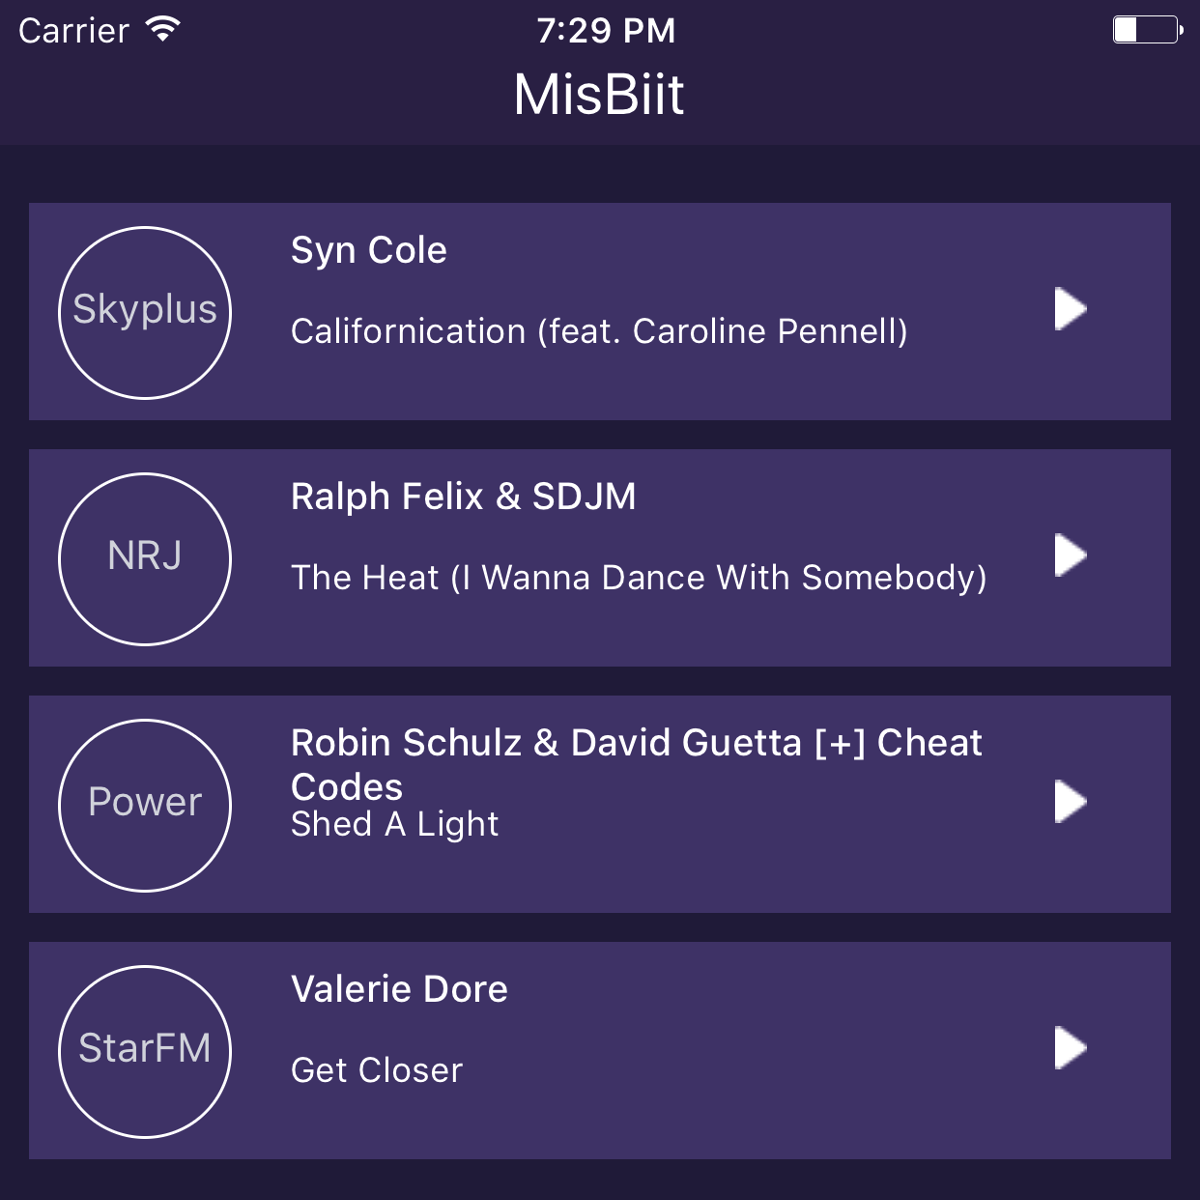 Carrier 7:29 PM
MisBiit
Skyplus
Syn Cole
Californication (feat. Caroline Pennell)
NRJ
Ralph Felix & SDJM
The Heat (I Wanna Dance With Somebody)
Power
Robin Schulz & David Guetta [+] Cheat
Codes
Shed A Light
StarFM
Valerie Dore
Get Closer